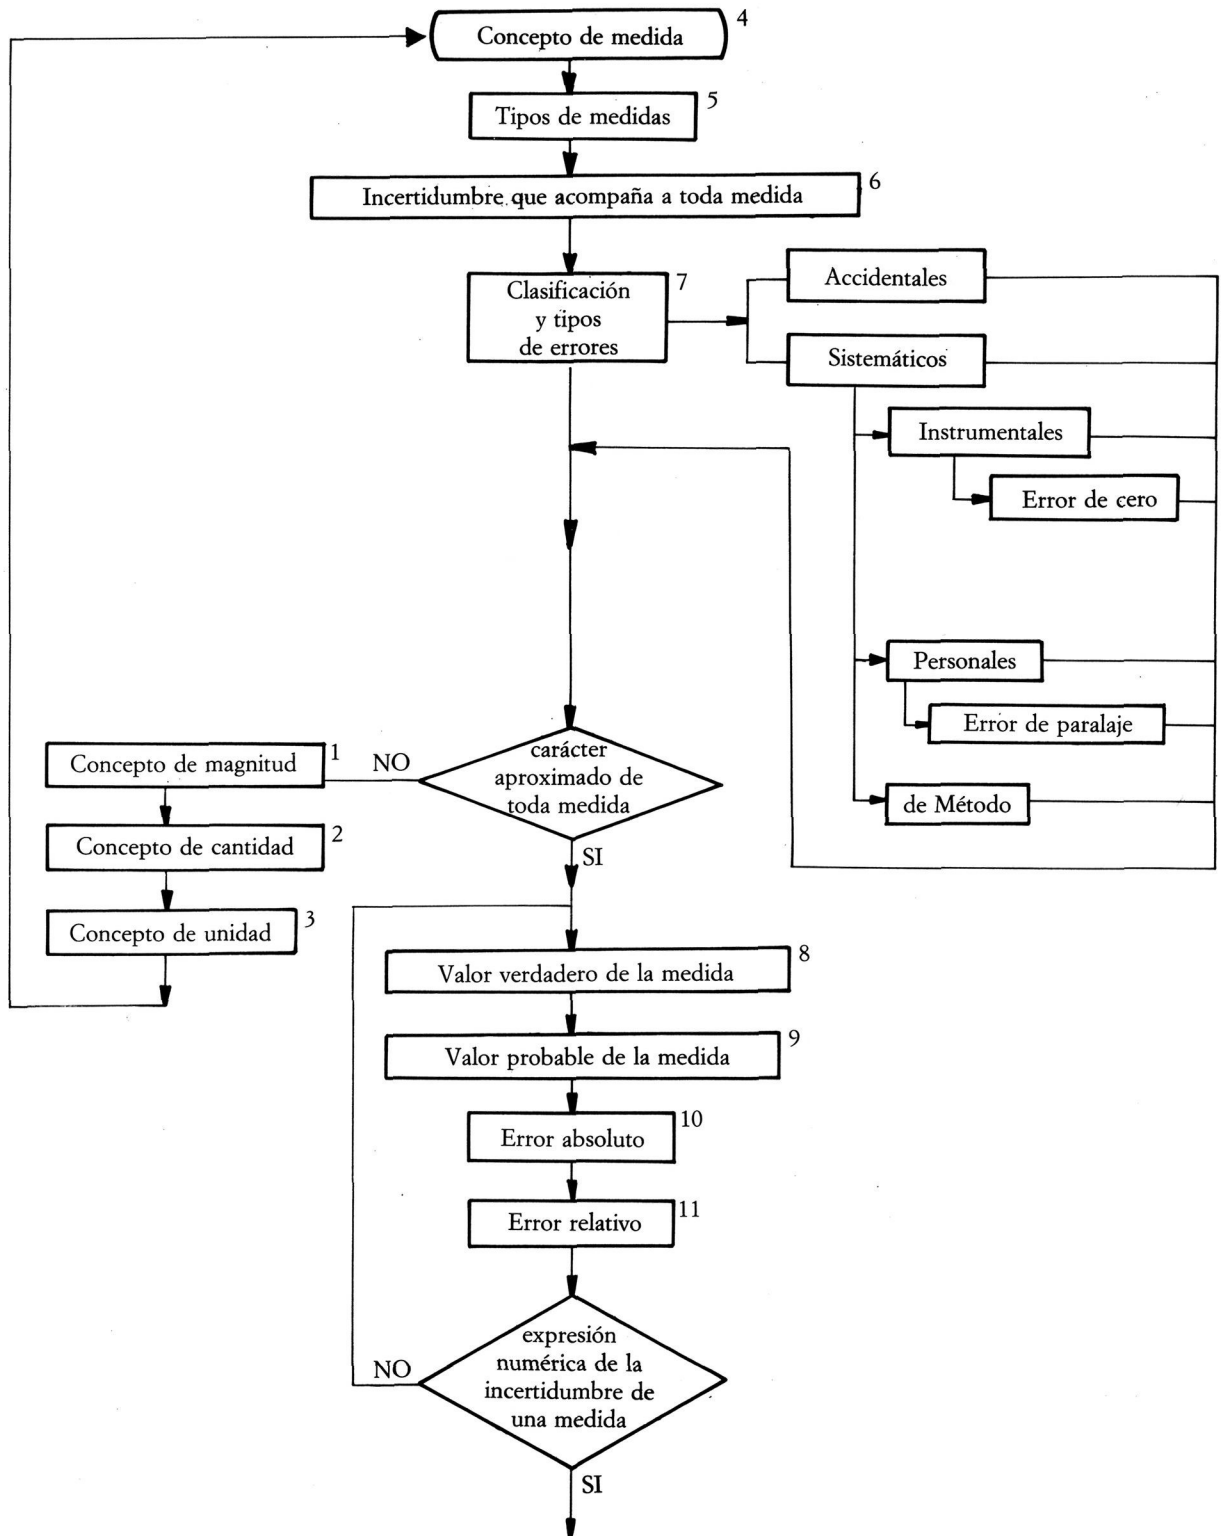 4
Concepto de medida
5
Tipos de medidas
6
Incertidumbre que acompaña a toda medida
7
Clasificación
y tipos
de errores
Accidentales
Sistemáticos
Instrumentales
Error de cero
Personales
Error de paralaje
de Método
carácter
aproximado de
toda medida
NO
1
Concepto de magnitud
2
Concepto de cantidad
3
Concepto de unidad
SI
8
Valor verdadero de la medida
9
Valor probable de la medida
10
Error absoluto
11
Error relativo
expresión
numérica de la
incertidumbre de
una medida
NO
SI